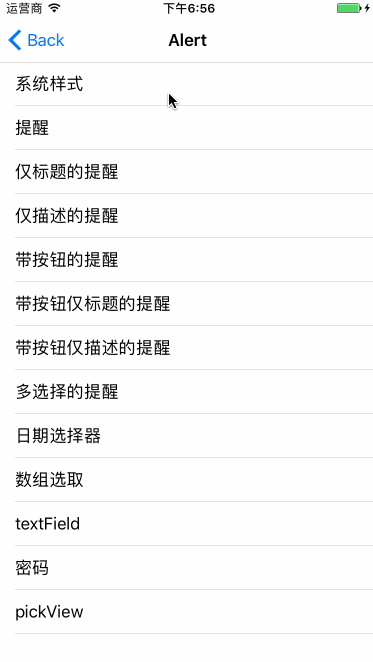 运营商 下午6:56
Back Alert
系统样式
提醒
仅标题的提醒
仅描述的提醒
带按钮的提醒
带按钮仅标题的提醒
带按钮仅描述的提醒
多选择的提醒
日期选择器
数组选取
textField
密码
pickView